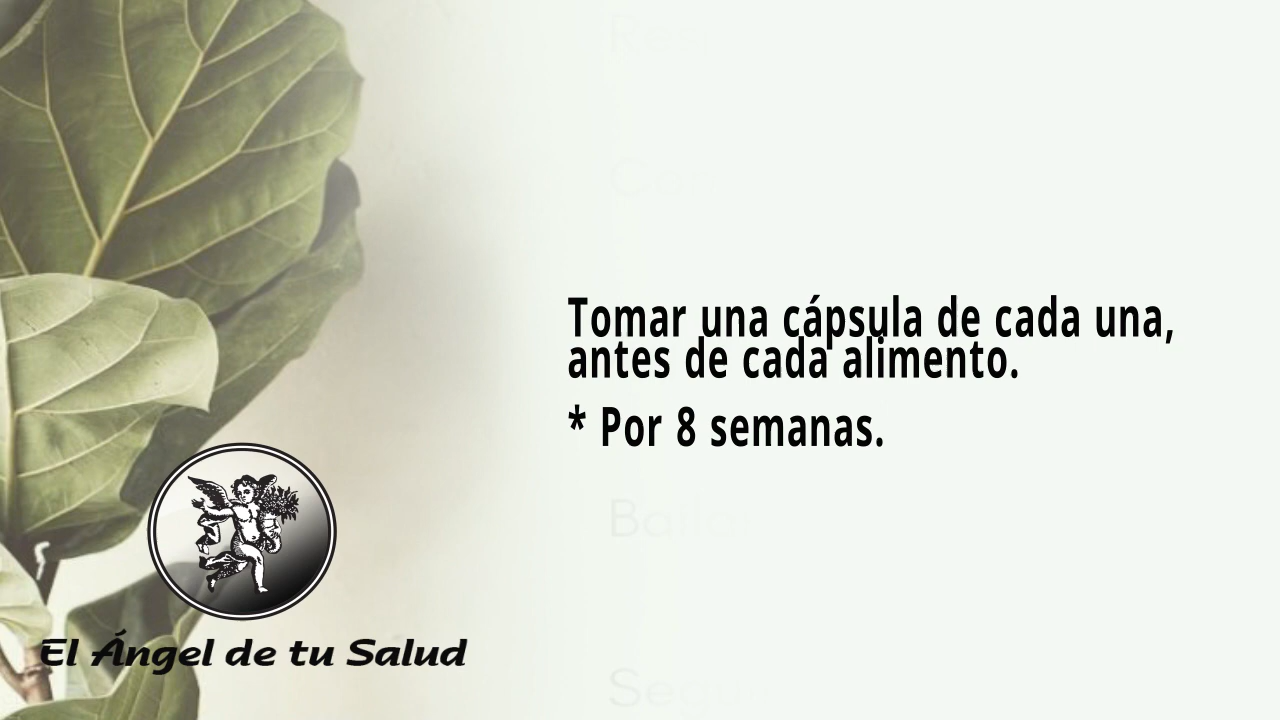 Tomar una cápsula de cada una,
antes de cada alimento.
* Por 8 semanas.
El Ángel de tu Salud